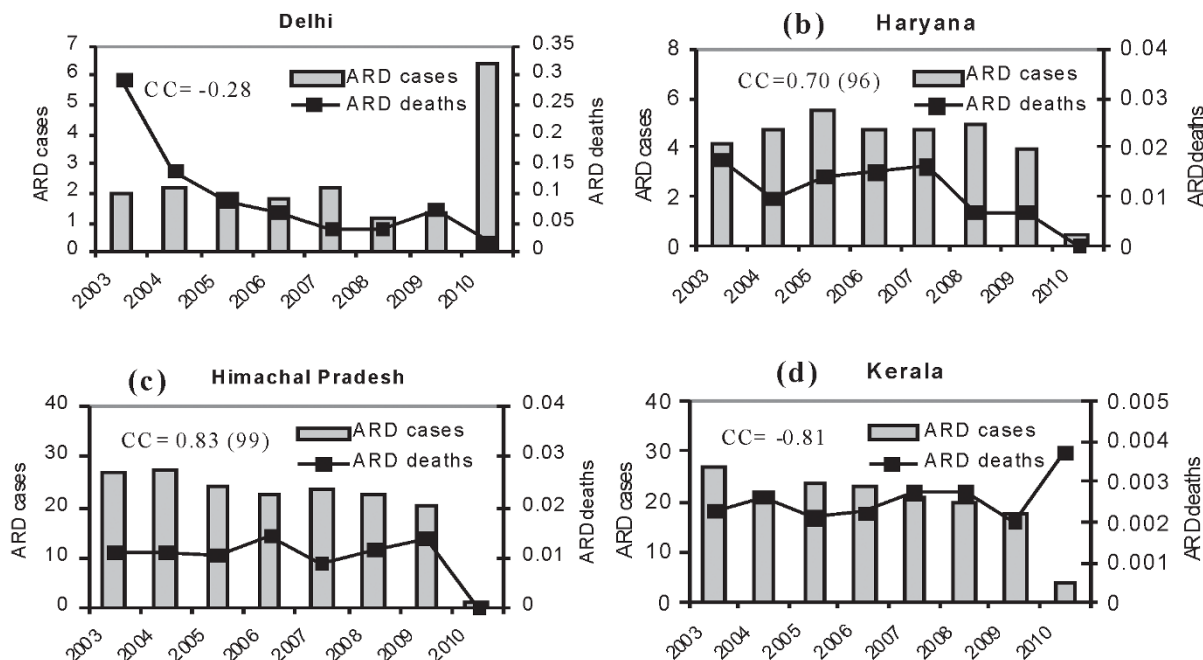 Delhi
CC= -0.28
ARD cases
ARD deaths
ARD cases
7
6
5
4
3
2
1
0
0.35
0.3
0.25
0.2
0.15
0.1
0.05
0
ARD deaths
2003 2004 2005 2006 2007 2008 2009 2010
(b) Haryana
CC=0.70 (96)
ARD cases
ARD deaths
ARD cases
8
6
4
2
0
0.04
0.03
0.02
0.01
0
ARD deaths
2003 2004 2005 2006 2007 2008 2009 2010
(c) Himachal Pradesh
CC= 0.83 (99)
ARD cases
ARD deaths
ARD cases
40
30
20
10
0
0.04
0.03
0.02
0.01
0
ARD deaths
2003 2004 2005 2006 2007 2008 2009 2010
(d) Kerala
CC= -0.81
ARD cases
ARD deaths
ARD cases
40
30
20
10
0
0.005
0.004
0.003
0.002
0.001
0
ARD deaths
2003 2004 2005 2006 2007 2008 2009 2010